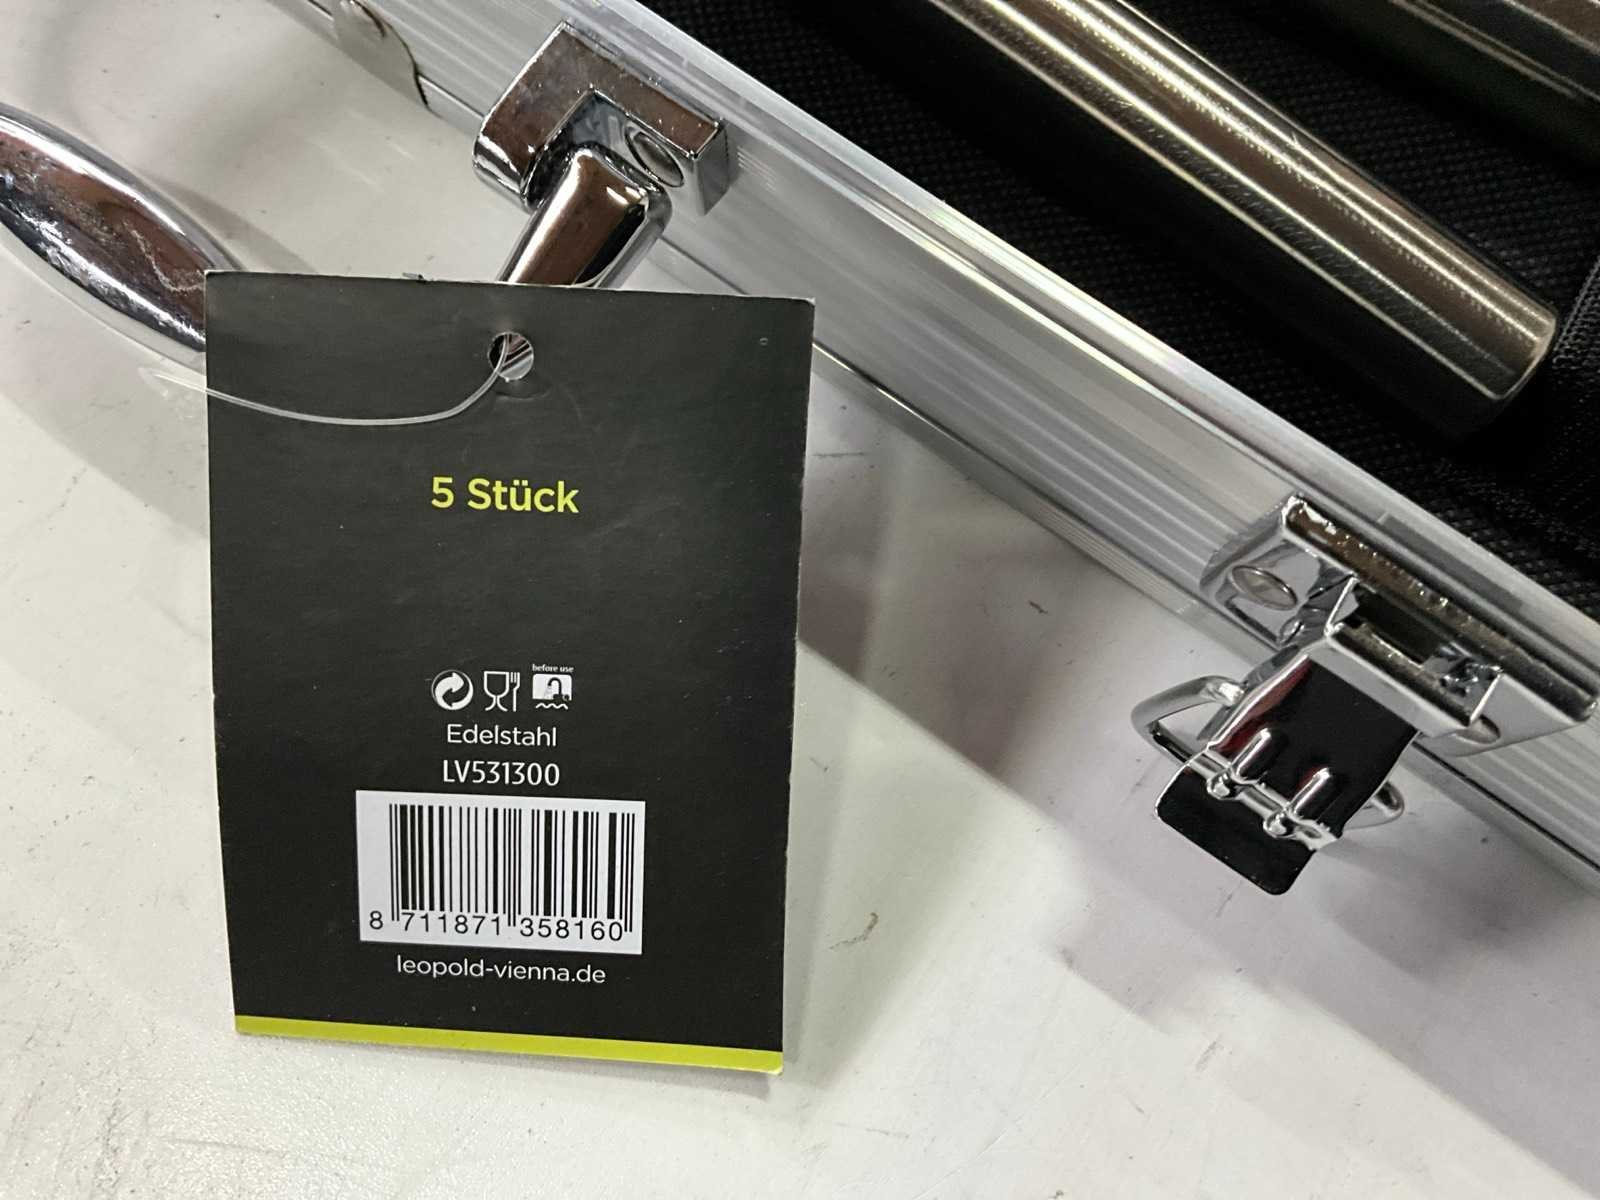 5 Stück
before use
Edelstahl
LV531300
8 711871 358160
leopold-vienna.de